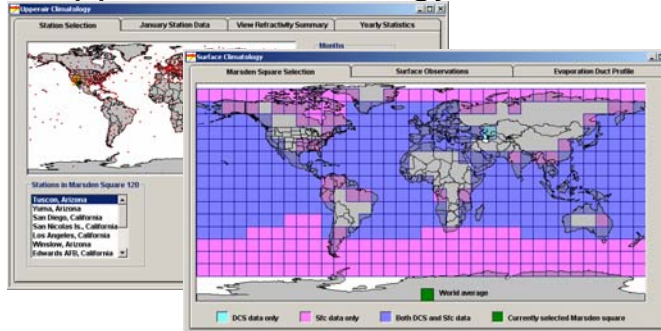 Upperair Climatology
Station Selection
January Station Data
View Refractivity Summary
Yearly Statistics
Months
Stations in Marsden Square 120
Tuscon, Arizona
Yuma, Arizona
San Diego, California
San Nicolas Is., California
Los Angeles, California
Winslow, Arizona
Edwards AFB, California
Surface Climatology
Marsden Square Selection
Surface Observations
Evaporation Duct Profile
World average
DCS data only
Sfc data only
Both DCS and Sfc data
Currently selected Marsden square